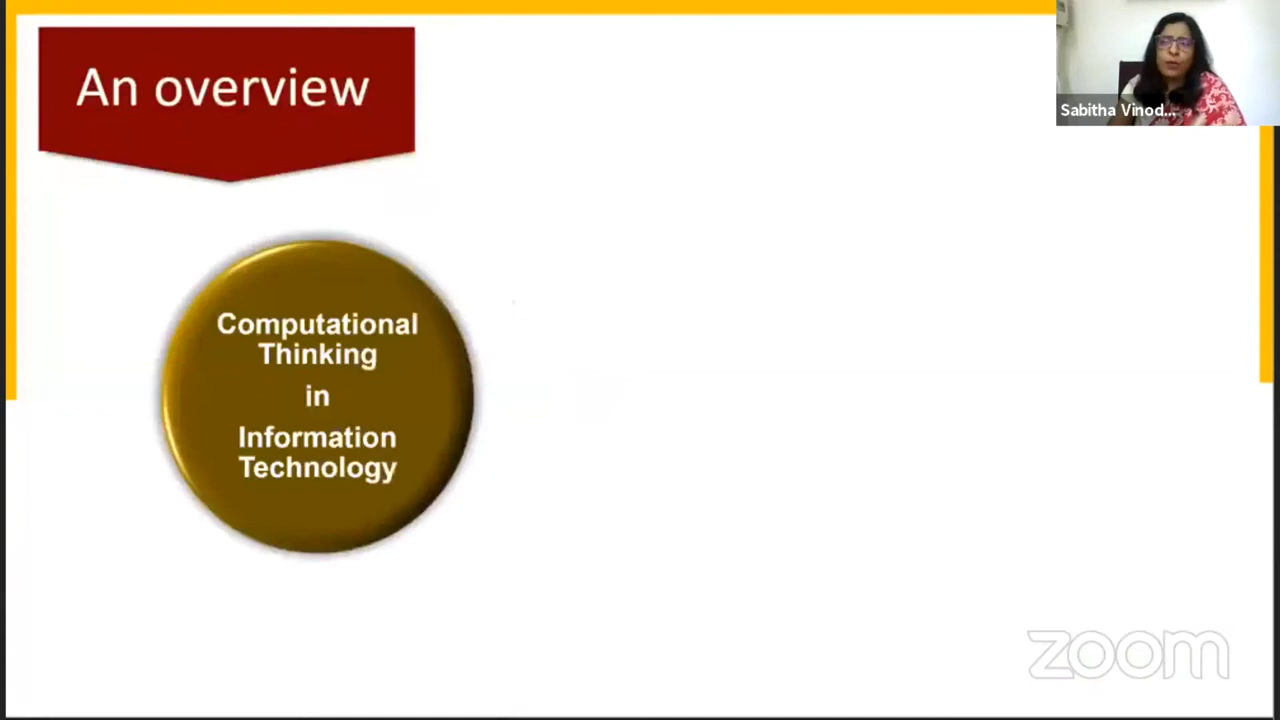 An overview
Sabitha Vinod...
Computational
Thinking
in
Information
Technology
zoom